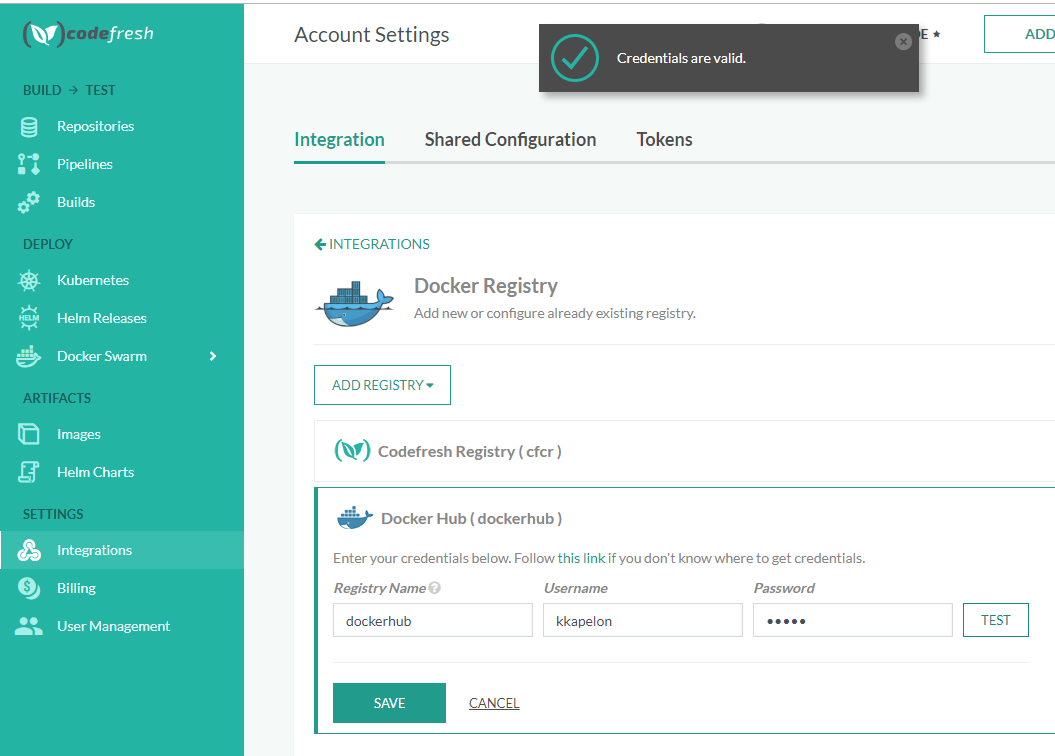 codefresh
Account Settings
Credentials are valid.
ADD
BUILD → TEST
Repositories
Pipelines
Builds
DEPLOY
Kubernetes
HELM
Helm Releases
Docker Swarm
ARTIFACTS
Images
Helm Charts
SETTINGS
Integrations
Billing
User Management
Integration
Shared Configuration
Tokens
INTEGRATIONS
Docker Registry
Add new or configure already existing registry.
ADD REGISTRY
Codefresh Registry ( cfcr )
Docker Hub ( dockerhub )
Enter your credentials below. Follow this link if you don't know where to get credentials.
Registry Name ?
Username
Password
dockerhub
kkapelon
•••••
TEST
SAVE
CANCEL